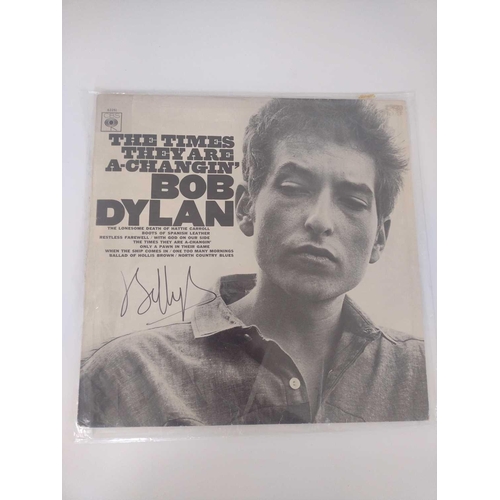 THE TIMES
THEY ARE
A-CHANGIN'
BOB
DYLAN
THE LONESOME DEATH OF HATTIE CARROLL
BOOTS OF SPANISH LEATHER
RESTLESS FAREWELL / WITH GOD ON OUR SIDE
THE TIMES THEY ARE A-CHANGIN'
ONLY A PAWN IN THEIR GAME
WHEN THE SHIP COMES IN / ONE TOO MANY MORNINGS
BALLAD OF HOLLIS BROWN / NORTH COUNTRY BLUES